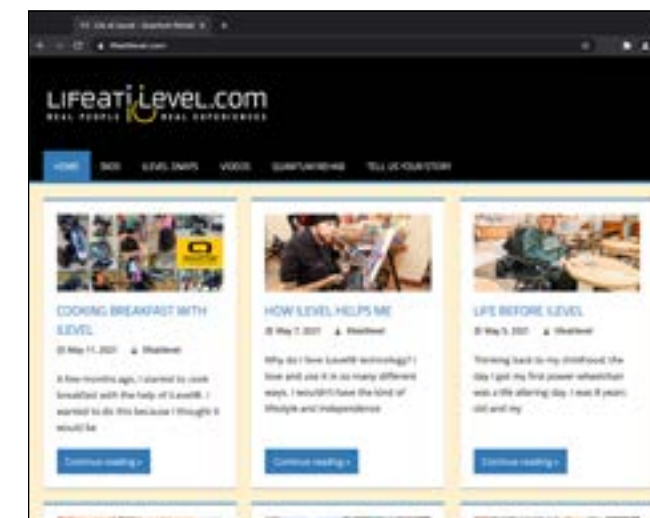 lifeatilevel.com
LIFEATiLEVEL.COM
REAL PEOPLE REAL EXPERIENCES
HOME BIOS ILEVEL SNAPS VIDEOS QUANTUM REHAB TELL US YOUR STORY
COOKING BREAKFAST WITH
ILEVEL
May 11, 2021 lifeatilevel
A few months ago, I started to cook
breakfast with the help of iLevel®. I
wanted to do this because I thought it
would be
Continue reading »
HOW ILEVEL HELPS ME
May 7, 2021 lifeatilevel
Why do I love iLevel® technology? I
love and use it in so many different
ways. I wouldn't have the kind of
lifestyle and independence
Continue reading »
LIFE BEFORE ILEVEL
May 5, 2021 lifeatilevel
Thinking back to my childhood, the
day I got my first power wheelchair
was a life altering day. I was 8 years
old and my
Continue reading »